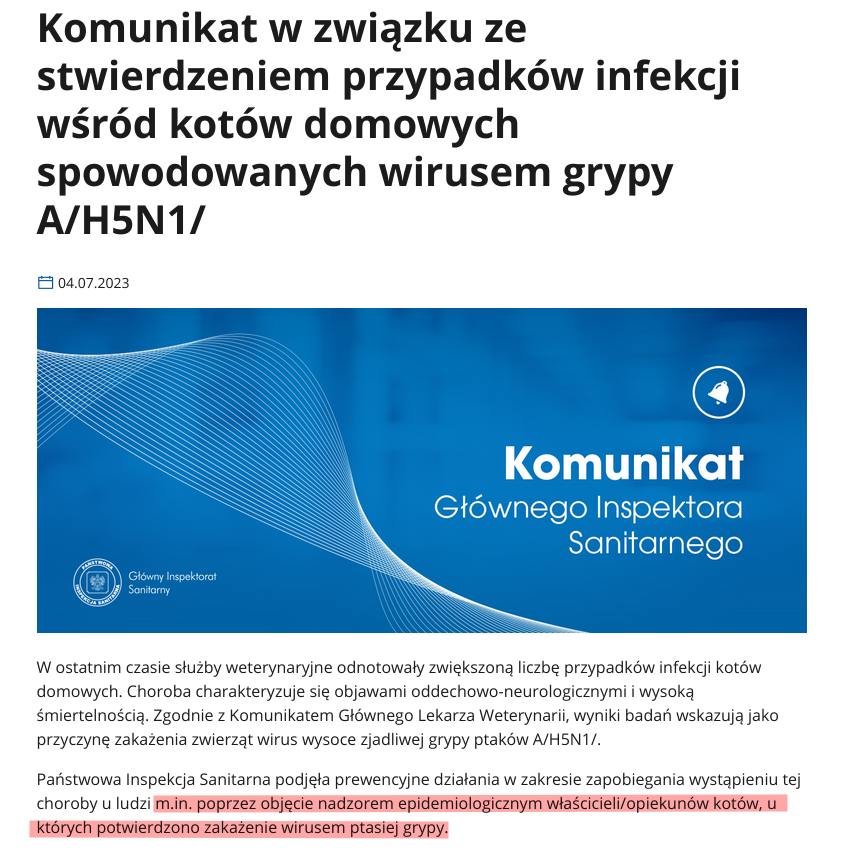 Komunikat w związku ze
stwierdzeniem przypadków infekcji
wśród kotów domowych
spowodowanych wirusem grypy
A/H5N1/
04.07.2023
Komunikat
Głównego Inspektora
Sanitarnego
PAŃSTWOWA
INSPEKCJA SANITARNA
Główny Inspektorat
Sanitarny
W ostatnim czasie służby weterynaryjne odnotowały zwiększoną liczbę przypadków infekcji kotów
domowych. Choroba charakteryzuje się objawami oddechowo-neurologicznymi i wysoką
śmiertelnością. Zgodnie z Komunikatem Głównego Lekarza Weterynarii, wyniki badań wskazują jako
przyczynę zakażenia zwierząt wirus wysoce zjadliwej grypy ptaków A/H5N1/.
Państwowa Inspekcja Sanitarna podjęła prewencyjne działania w zakresie zapobiegania wystąpieniu tej
choroby u ludzi m.in. poprzez objęcie nadzorem epidemiologicznym właścicieli/opiekunów kotów, u
których potwierdzono zakażenie wirusem ptasiej grypy.